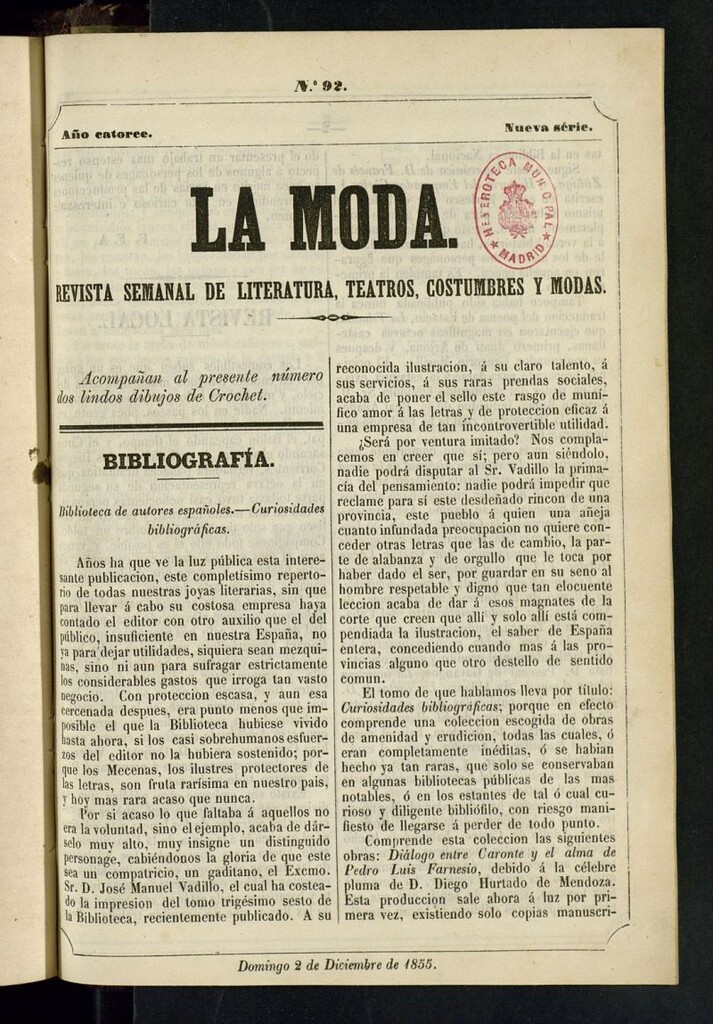 N.º 92.
Año catorce.
Nueva série.
LA MODA.
HEMEROTECA MUNICIPAL
★ MADRID ★
REVISTA SEMANAL DE LITERATURA, TEATROS, COSTUMBRES Y MODAS.
Acompañan al presente número
dos lindos dibujos de Crochet.
BIBLIOGRAFÍA.
Biblioteca de autores españoles.—Curiosidades
bibliográficas.
Años ha que ve la luz pública esta intere-
sante publicacion, este completísimo reperto-
rio de todas nuestras joyas literarias, sin que
para llevar á cabo su costosa empresa haya
contado el editor con otro auxilio que el del
público, insuficiente en nuestra España, no
ya para dejar utilidades, siquiera sean mezqui-
nas, sino ni aun para sufragar estrictamente
los considerables gastos que irroga tan vasto
negocio. Con proteccion escasa, y aun esa
cercenada despues, era punto menos que im-
posible el que la Biblioteca hubiese vivido
hasta ahora, si los casi sobrehumanos esfuer-
zos del editor no la hubiera sostenido; por-
que los Mecenas, los ilustres protectores de
las letras, son fruta rarísima en nuestro pais,
y hoy mas rara acaso que nunca.
Por si acaso lo que faltaba á aquellos no
era la voluntad, sino el ejemplo, acaba de dár-
selo muy alto, muy insigne un distinguido
personage, cabiéndonos la gloria de que este
sea un compatricio, un gaditano, el Excmo.
Sr. D. José Manuel Vadillo, el cual ha costea-
do la impresion del tomo trigésimo sesto de
la Biblioteca, recientemente publicado. A su
reconocida ilustracion, á su claro talento, á
sus servicios, á sus raras prendas sociales,
acaba de poner el sello este rasgo de muní-
fico amor á las letras y de proteccion eficaz á
una empresa de tan incontrovertible utilidad.
¿Será por ventura imitado? Nos compla-
cemos en creer que sí; pero aun siéndolo,
nadie podrá disputar al Sr. Vadillo la prima-
cía del pensamiento: nadie podrá impedir que
reclame para sí este desdeñado rincon de una
provincia, este pueblo á quien una añeja
cuanto infundada preocupacion no quiere con-
ceder otras letras que las de cambio, la par-
te de alabanza y de orgullo que le toca por
haber dado el ser, por guardar en su seno al
hombre respetable y digno que tan elocuente
leccion acaba de dar á esos magnates de la
corte que creen que allí y solo allí está com-
pendiada la ilustracion, el saber de España
entera, concediendo cuando mas á las pro-
vincias alguno que otro destello de sentido
comun.
El tomo de que hablamos lleva por título:
Curiosidades bibliográficas; porque en efecto
comprende una coleccion escogida de obras
de amenidad y erudicion, todas las cuales, ó
eran completamente inéditas, ó se habian
hecho ya tan raras, que solo se conservaban
en algunas bibliotecas públicas de las mas
notables, ó en los estantes de tal ó cual cu-
rioso y diligente bibliófilo, con riesgo mani-
fiesto de llegarse á perder de todo punto.
Comprende esta coleccion las siguientes
obras: Diálogo entre Caronte y el alma de
Pedro Luis Farnesio, debido á la célebre
pluma de D. Diego Hurtado de Mendoza.
Esta produccion sale ahora á luz por pri-
mera vez, existiendo solo copias manuscri-
Domingo 2 de Diciembre de 1855.